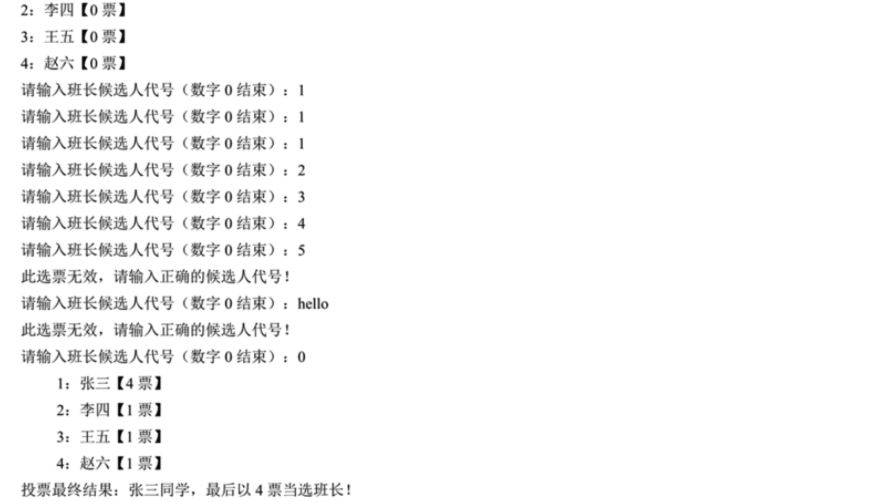 2：李四【0 票】
3：王五【0 票】
4：赵六【0 票】
请输入班长候选人代号（数字 0 结束）：1
请输入班长候选人代号（数字 0 结束）：1
请输入班长候选人代号（数字 0 结束）：1
请输入班长候选人代号（数字 0 结束）：2
请输入班长候选人代号（数字 0 结束）：3
请输入班长候选人代号（数字 0 结束）：4
请输入班长候选人代号（数字 0 结束）：5
此选票无效，请输入正确的候选人代号！
请输入班长候选人代号（数字 0 结束）：hello
此选票无效，请输入正确的候选人代号！
请输入班长候选人代号（数字 0 结束）：0
1：张三【4 票】
2：李四【1 票】
3：王五【1 票】
4：赵六【1 票】
投票最终结果：张三同学，最后以 4 票当选班长！